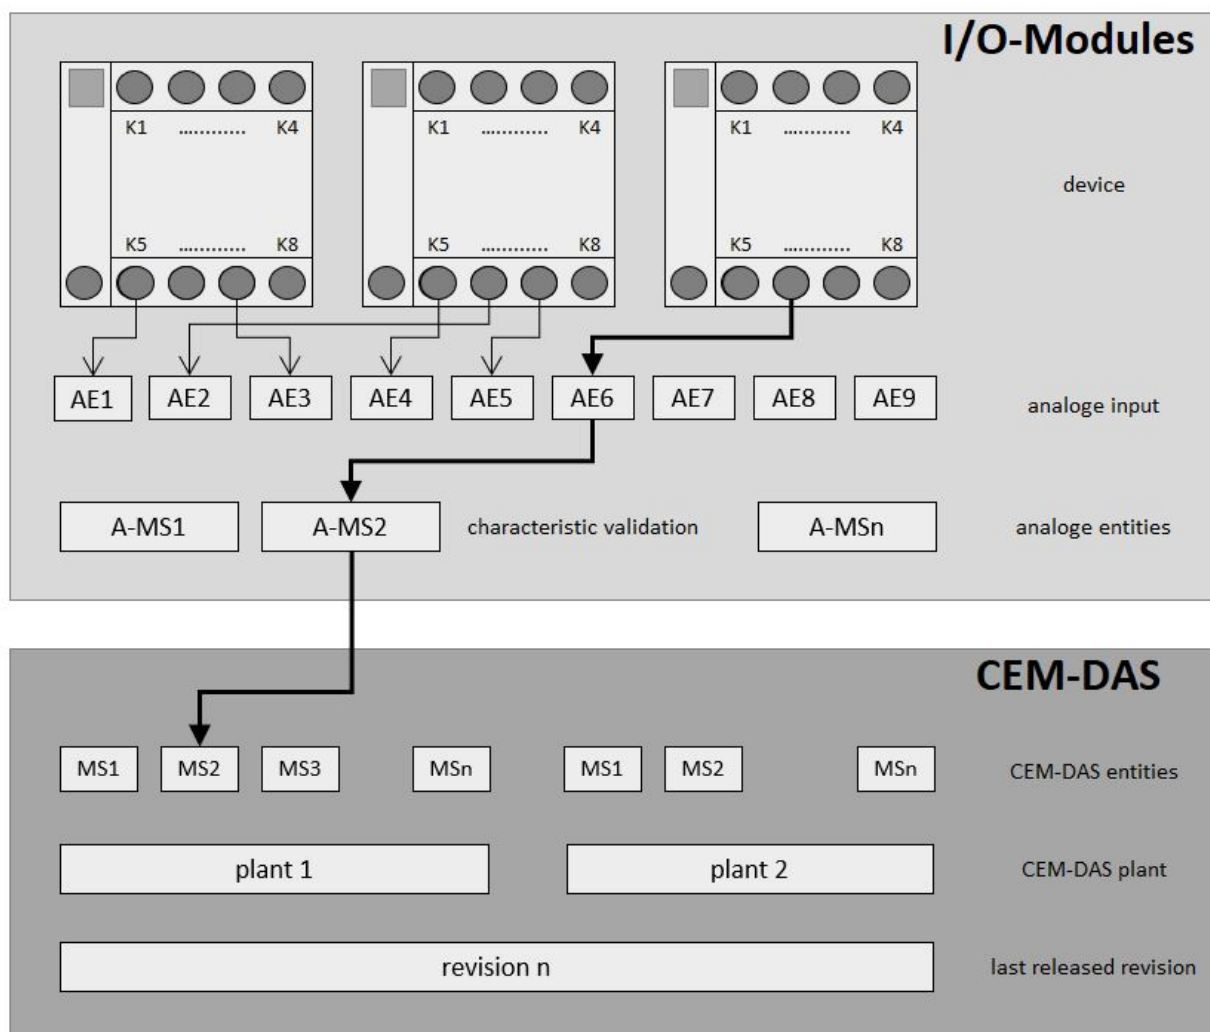 I/O-Modules
K1 ............ K4
K1 ............ K4
K1 ............ K4
device
K5 ............ K8
K5 ............ K8
K5 ............ K8
AE1 AE2 AE3 AE4 AE5 AE6 AE7 AE8 AE9
analoge input
A-MS1 A-MS2 characteristic validation A-MSn
analoge entities
CEM-DAS
MS1 MS2 MS3 MSn MS1 MS2 MSn
CEM-DAS entities
plant 1 plant 2
CEM-DAS plant
revision n
last released revision